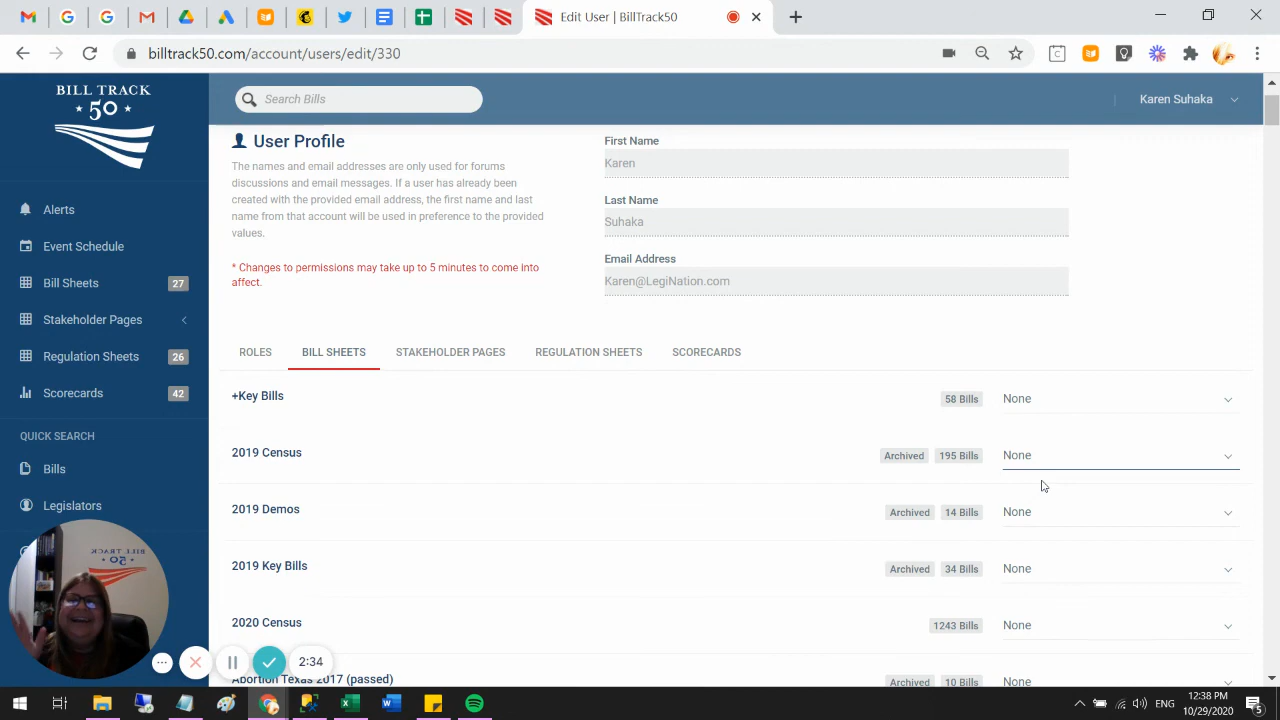 Edit User | BillTrack50
billtrack50.com/account/users/edit/330
BILL TRACK
50
Search Bills
Karen Suhaka
Alerts
Event Schedule
Bill Sheets 27
Stakeholder Pages
Regulation Sheets 26
Scorecards 42
QUICK SEARCH
Bills
Legislators
User Profile
The names and email addresses are only used for forums
discussions and email messages. If a user has already been
created with the provided email address, the first name and last
name from that account will be used in preference to the provided
values.
* Changes to permissions may take up to 5 minutes to come into
affect.
First Name
Karen
Last Name
Suhaka
Email Address
Karen@LegiNation.com
ROLES BILL SHEETS STAKEHOLDER PAGES REGULATION SHEETS SCORECARDS
+Key Bills 58 Bills None
2019 Census Archived 195 Bills None
2019 Demos Archived 14 Bills None
2019 Key Bills Archived 34 Bills None
2020 Census 1243 Bills None
Abortion Texas 2017 (passed) Archived 10 Bills None
BILL TRACK
50
2:34
12:38 PM
10/29/2020
5